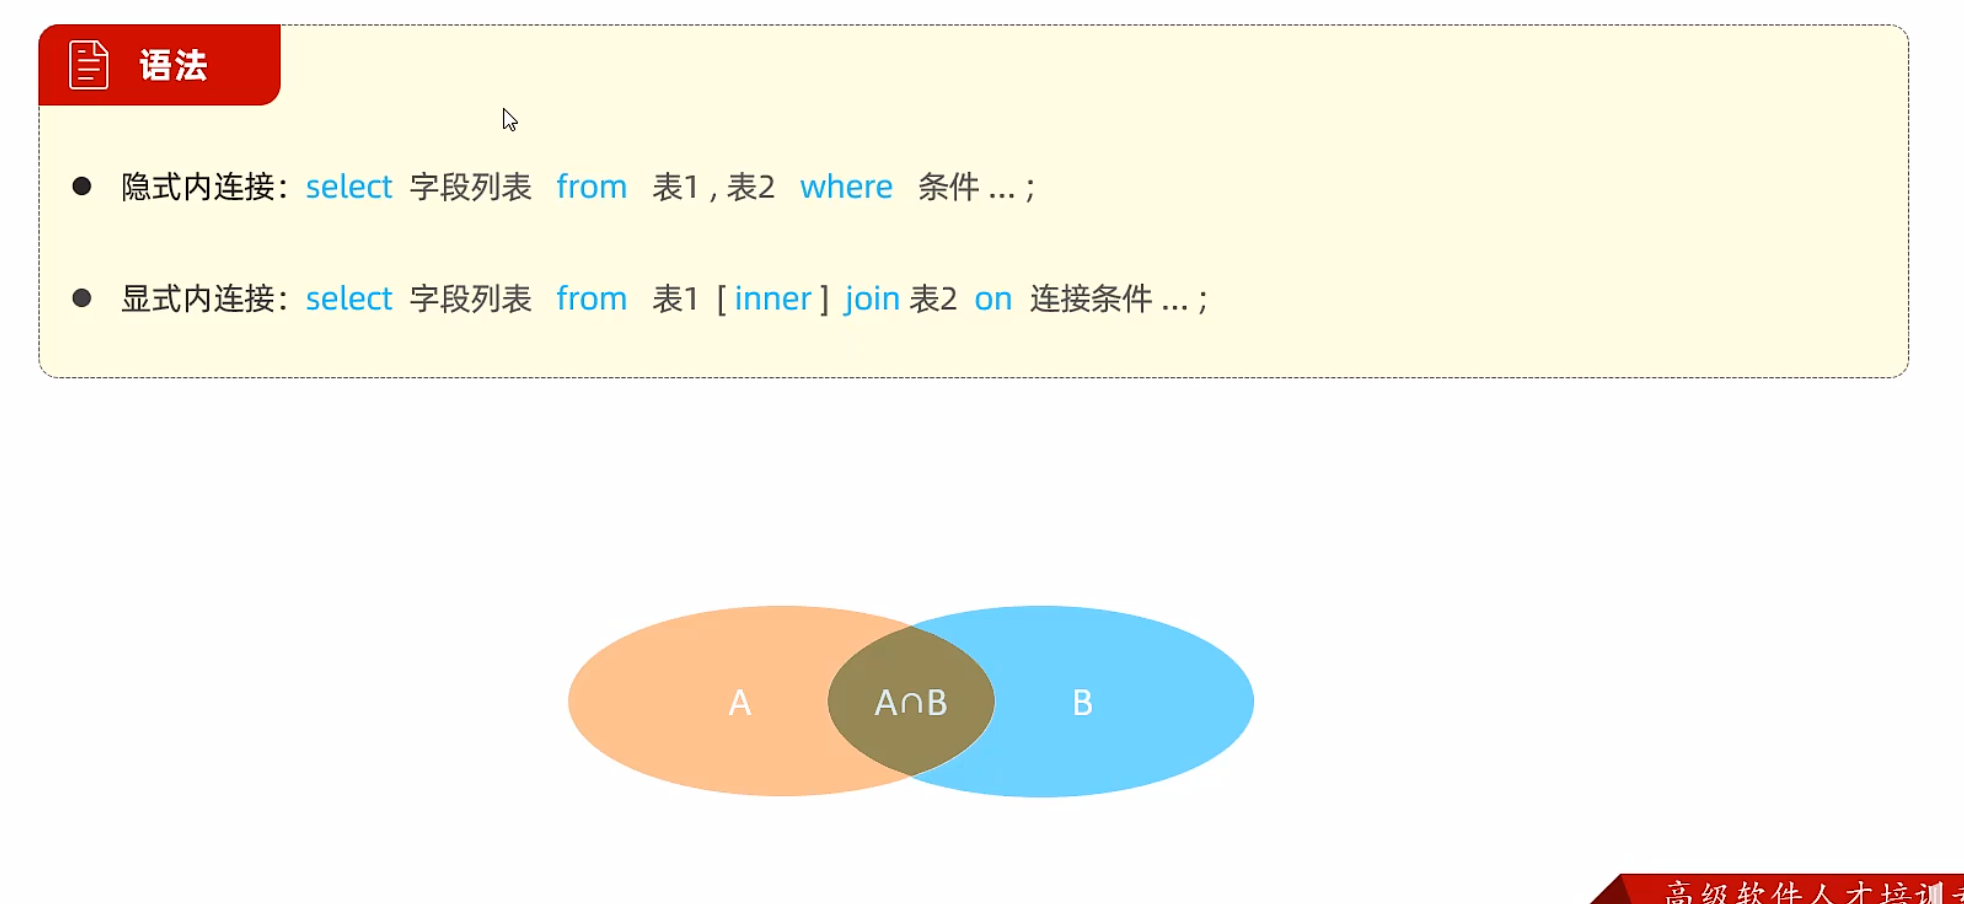 语法
隐式内连接：select 字段列表 from 表1 , 表2 where 条件 ... ;
显式内连接：select 字段列表 from 表1 [ inner ] join 表2 on 连接条件 ... ;
A A∩B B
高级软件人才培训